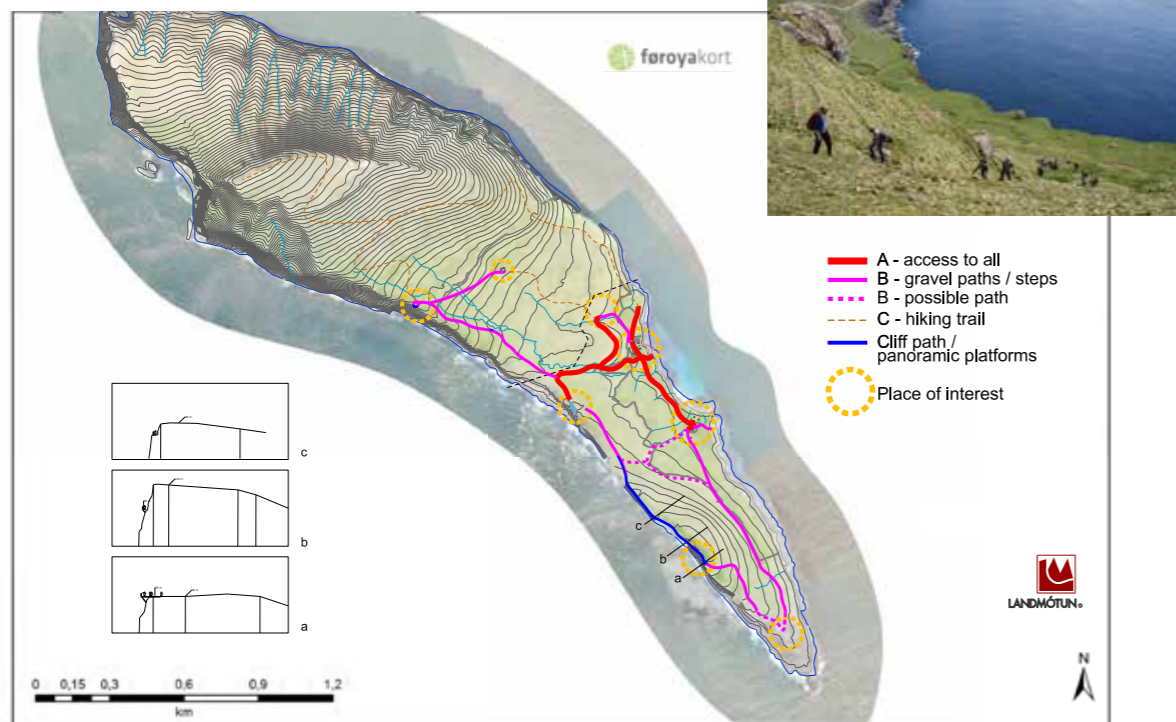 føroyakort
A - access to all
B - gravel paths / steps
B - possible path
C - hiking trail
Cliff path /
panoramic platforms
Place of interest
c
b
a
c
b
a
LANDMÓTUN
N
0 0,15 0,3 0,6 0,9 1,2
km